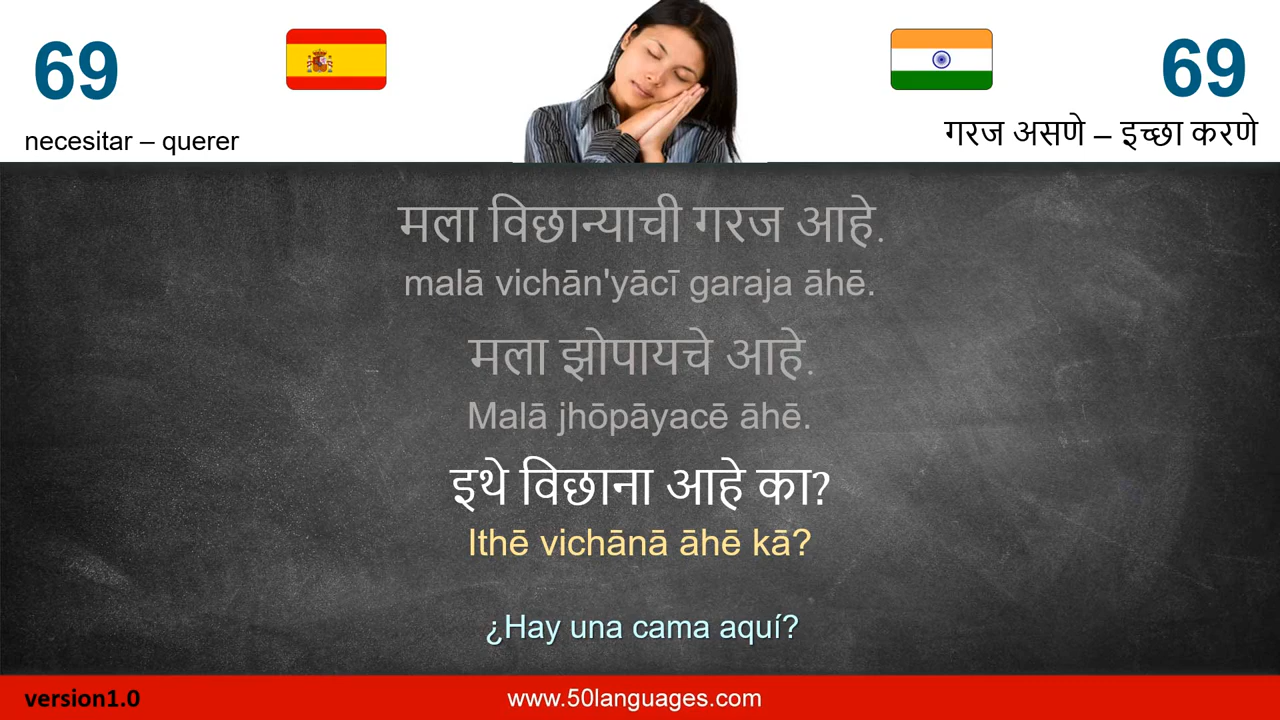 69
69
necesitar – querer
गरज असणे – इच्छा करणे
मला विछान्याची गरज आहे.
malā vichān'yācī garaja āhē.
मला झोपायचे आहे.
Malā jhōpāyacē āhē.
इथे विछाना आहे का?
Ithē vichānā āhē kā?
¿Hay una cama aquí?
version1.0
www.50languages.com